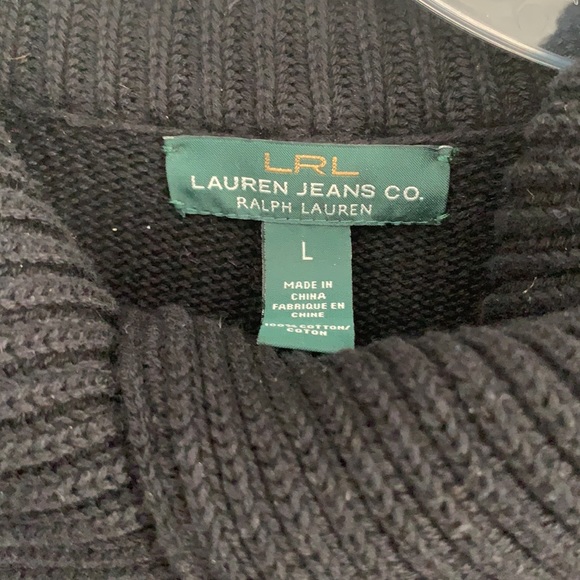 LRL
LAUREN JEANS CO.
RALPH LAUREN
L
MADE IN
CHINA
FABRIQUE EN
CHINE
100% COTTON/
COTON